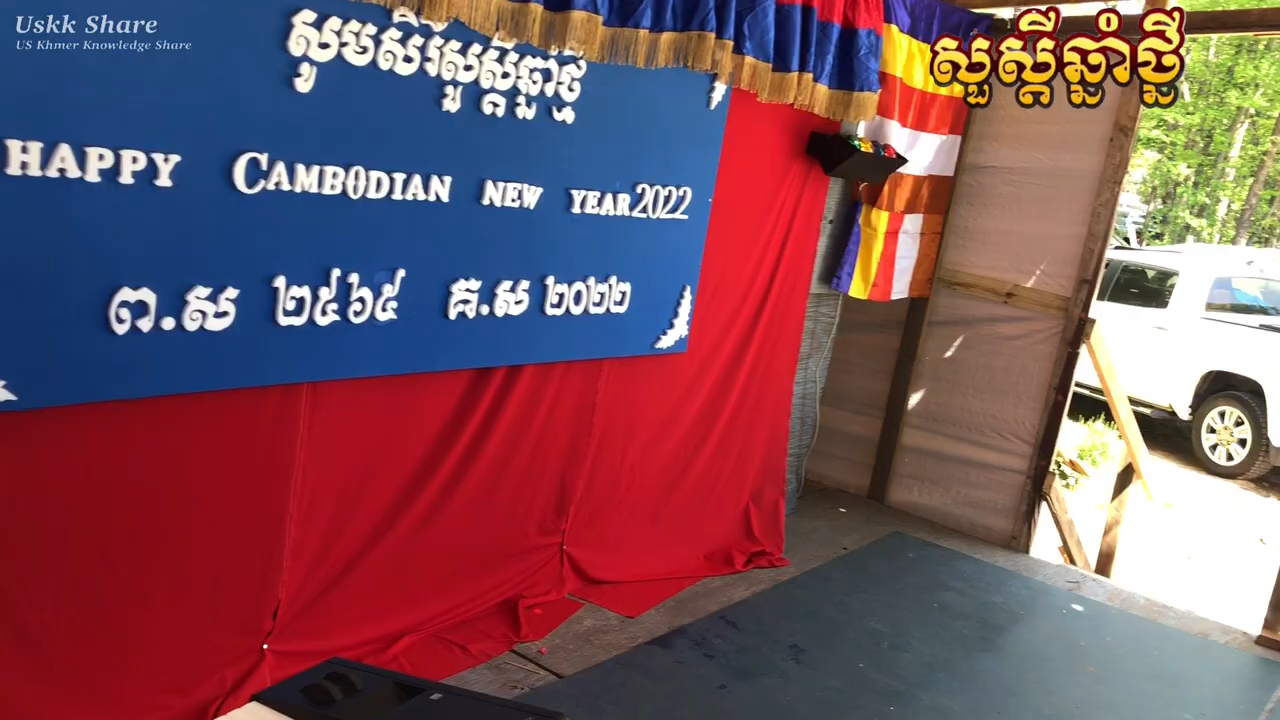 Uskk Share
US Khmer Knowledge Share
សួស្តីឆ្នាំថ្មី
សូមសិរីសួស្តីឆ្នាំថ្មី
HAPPY CAMBODIAN NEW YEAR 2022
ព.ស ២៥៦៥ គ.ស ២០២២